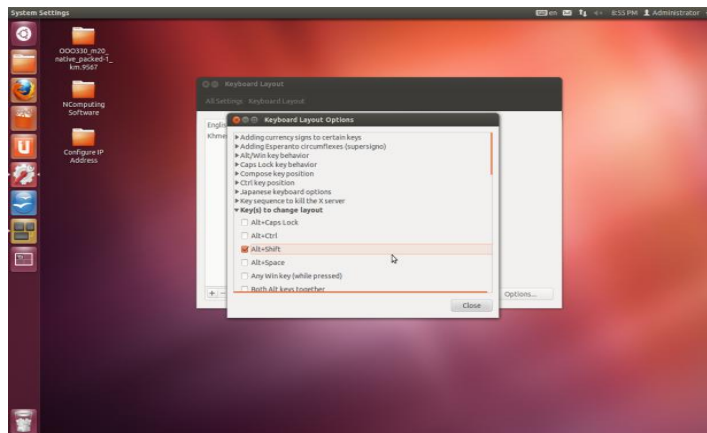 System Settings
en
8:55 PM
Administrator
OOO330_m20_
native_packed-1_
km.9567
NComputing
Software
Configure IP
Address
Keyboard Layout
All Settings Keyboard Layout
Englis
Khme
Keyboard Layout Options
Adding currency signs to certain keys
Adding Esperanto circumflexes (supersigno)
Alt/Win key behavior
Caps Lock key behavior
Compose key position
Ctrl key position
Japanese keyboard options
Key sequence to kill the X server
Key(s) to change layout
Alt+Caps Lock
Alt+Ctrl
Alt+Shift
Alt+Space
Any Win key (while pressed)
Both Alt keys together
Options...
Close